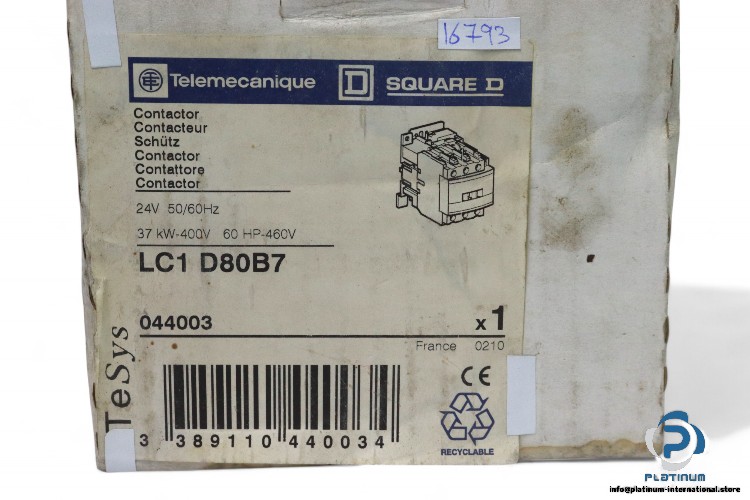 16793
Telemecanique D SQUARE D
Contactor
Contacteur
Schütz
Contactor
Contattore
Contactor
24V 50/60Hz
37 kW-400V 60 HP-460V
LC1 D80B7
044003 x 1
France 0210
TeSys
CE
3 389110 440034
RECYCLABLE
PLATINUM
info@platinum-international.store